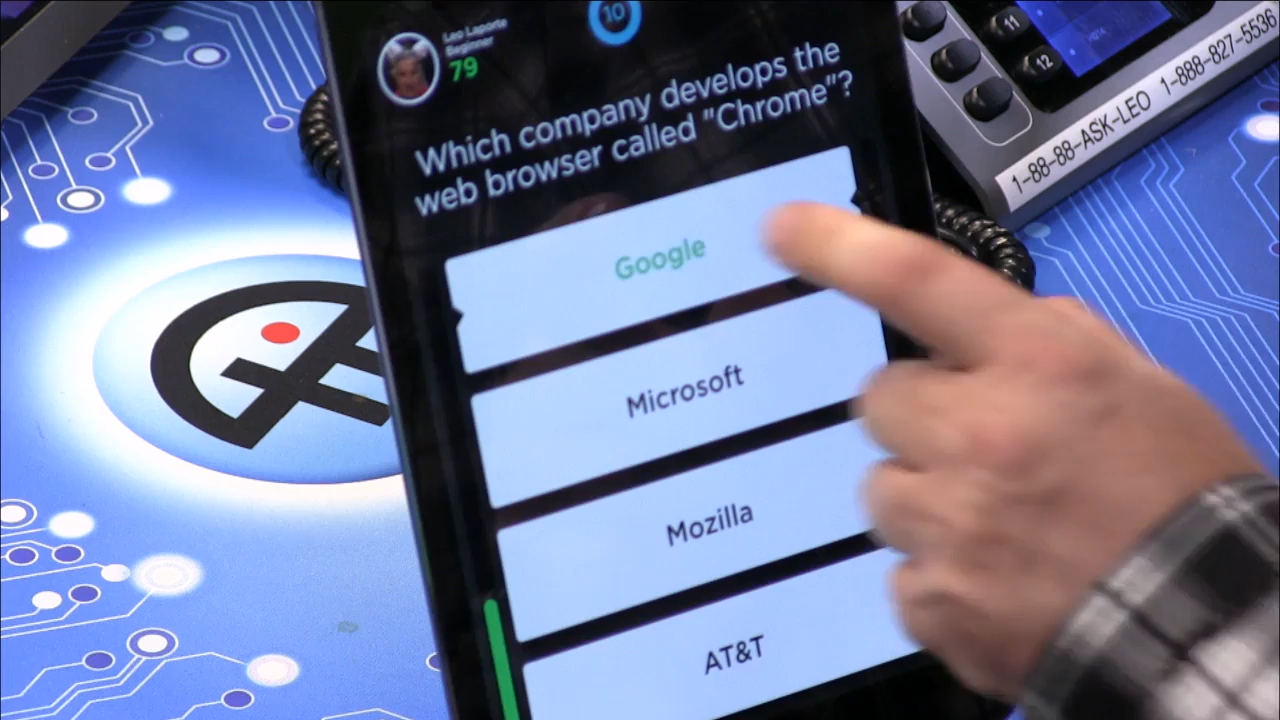 Leo Laporte
Beginner
79
10
Which company develops the
web browser called "Chrome"?
Google
Microsoft
Mozilla
AT&T
11
12
1-88-88-ASK-LEO 1-888-827-5536